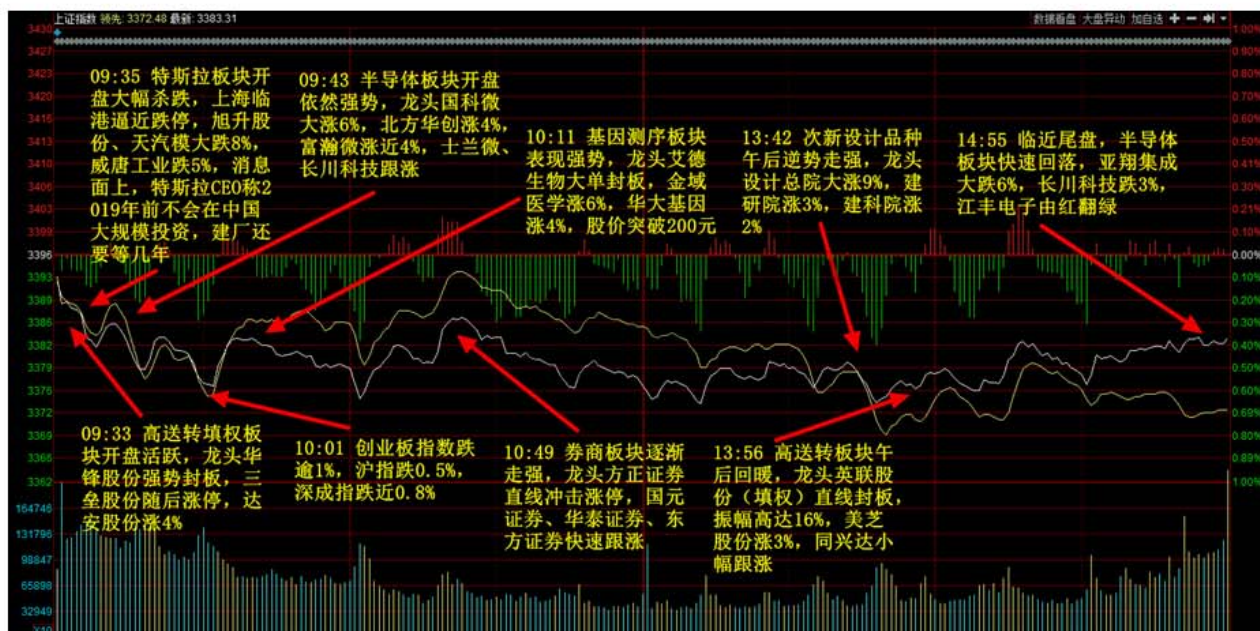 上证指数 领先: 3372.48 最新: 3383.31
数据看盘 大盘异动 加自选
3430
3427
3423
3420
3416
3413
3410
3406
3403
3399
3396
3393
3389
3386
3382
3379
3376
3372
3369
3366
3362
164746
131796
98847
65898
32949
X10
1.00%
0.90%
0.80%
0.70%
0.60%
0.50%
0.40%
0.30%
0.21%
0.10%
0.00%
0.10%
0.20%
0.30%
0.40%
0.50%
0.60%
0.69%
0.80%
0.89%
1.00%
09:35 特斯拉板块开
盘大幅杀跌，上海临
港逼近跌停，旭升股
份、天汽模大跌8%，
威唐工业跌5%，消息
面上，特斯拉CEO称2
019年前不会在中国
大规模投资，建厂还
要等几年
09:43 半导体板块开盘
依然强势，龙头国科微
大涨6%，北方华创涨4%，
富瀚微涨近4%，士兰微、
长川科技跟涨
10:11 基因测序板块
表现强势，龙头艾德
生物大单封板，金域
医学涨6%，华大基因
涨4%，股价突破200元
13:42 次新设计品种
午后逆势走强，龙头
设计总院大涨9%，建
研院涨3%，建科院涨
2%
14:55 临近尾盘，半导体
板块快速回落，亚翔集成
大跌6%，长川科技跌3%，
江丰电子由红翻绿
09:33 高送转填权板
块开盘活跃，龙头华
锋股份强势封板，三
垒股份随后涨停，达
安股份涨4%
10:01 创业板指数跌
逾1%，沪指跌0.5%，
深成指跌近0.8%
10:49 券商板块逐渐
走强，龙头方正证券
直线冲击涨停，国元
证券、华泰证券、东
方证券快速跟涨
13:56 高送转板块午
后回暖，龙头英联股
份（填权）直线封板，
振幅高达16%，美芝
股份涨3%，同兴达小
幅跟涨